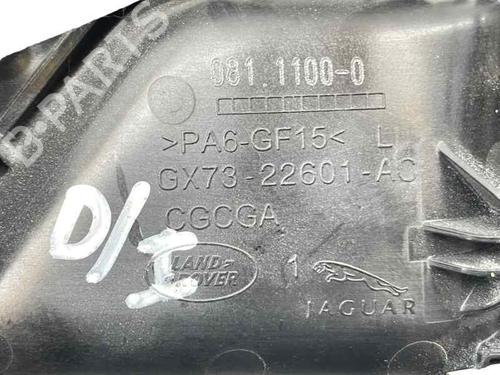 B-PARTS
081.1100-0
>PA6-GF15< L
GX73-22601-AC
CGCGA
D/I
LAND ROVER 1 JAGUAR